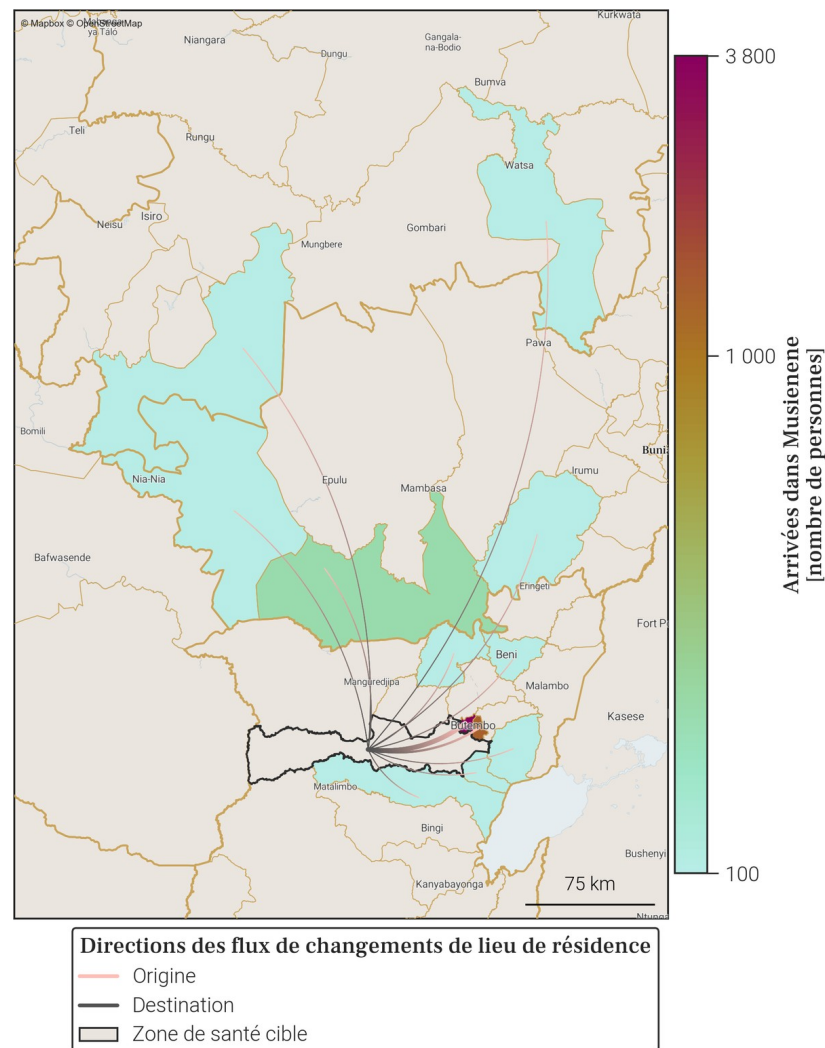 © Mapbox © OpenStreetMap
ya Talo
Kurkwata
Niangara
Dungu
Gangala-
na-Bodio
Bumva
3 800
Teli
Rungu
Watsa
Isiro
Neisu
Gombari
Mungbere
Pawa
1 000
Arrivées dans Musienene
[nombre de personnes]
Bomili
Nia-Nia
Epulu
Mambasa
Irumu
Bafwasende
Eringeti
Fort P
Beni
Manguredjipa
Malambo
Butembo
Kasese
Matalimbo
Bingi
Bushenyi
Kanyabayonga
75 km
100
Directions des flux de changements de lieu de résidence
Origine
Destination
Zone de santé cible